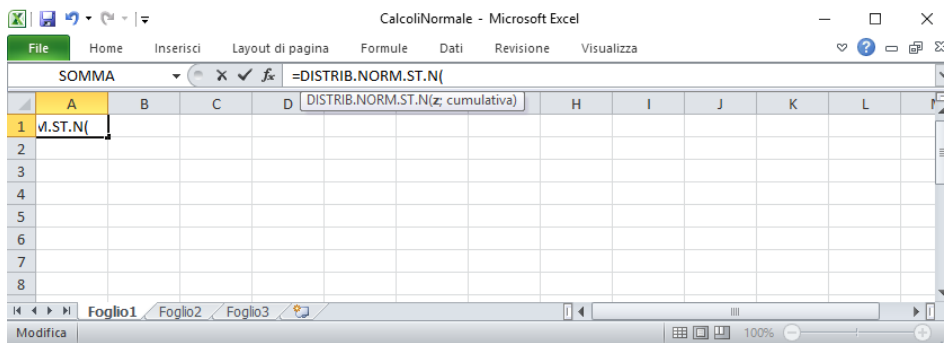 CalcoliNormale - Microsoft Excel
File Home Inserisci Layout di pagina Formule Dati Revisione Visualizza
SOMMA fx =DISTRIB.NORM.ST.N(
DISTRIB.NORM.ST.N(z; cumulativa)
A B C D H I J K L
1 M.ST.N(
2
3
4
5
6
7
8
Foglio1 Foglio2 Foglio3
Modifica 100%